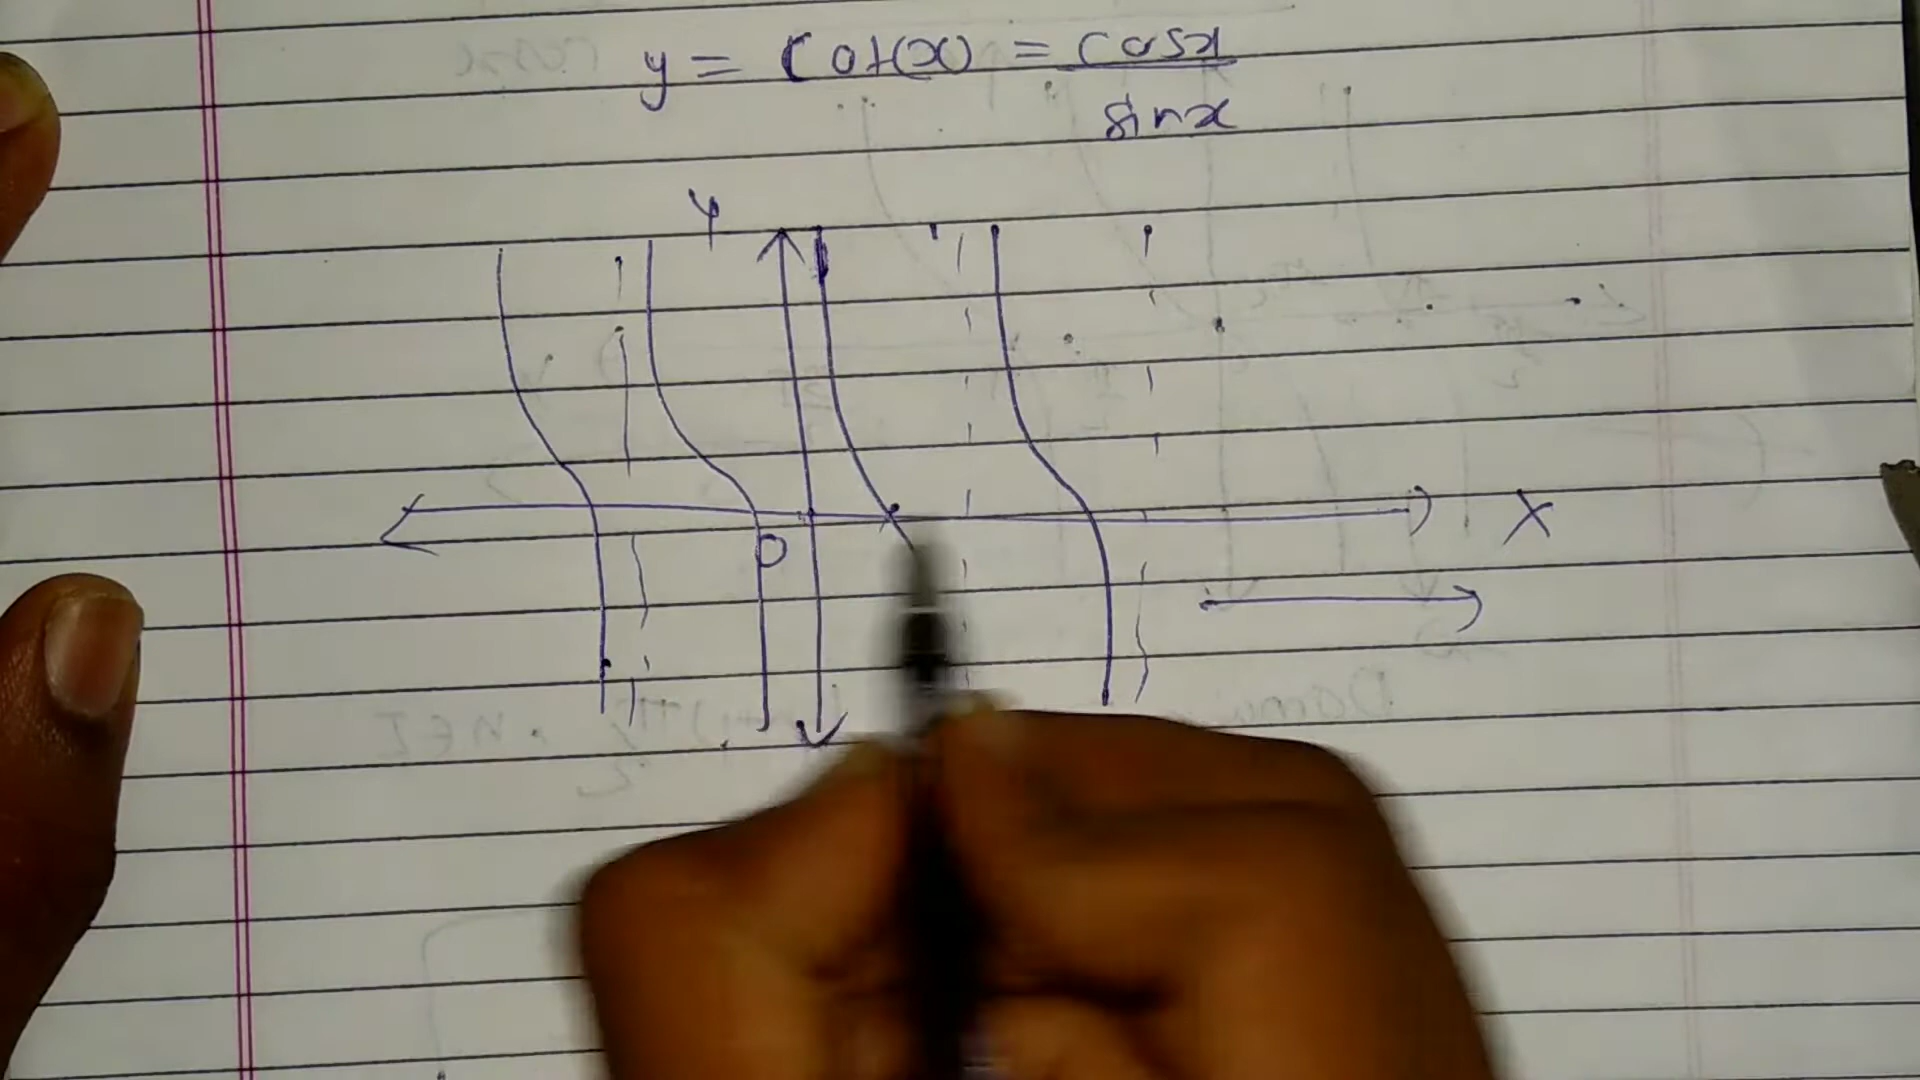 y = Cot(x) = cosx
sinx
Y
X
O